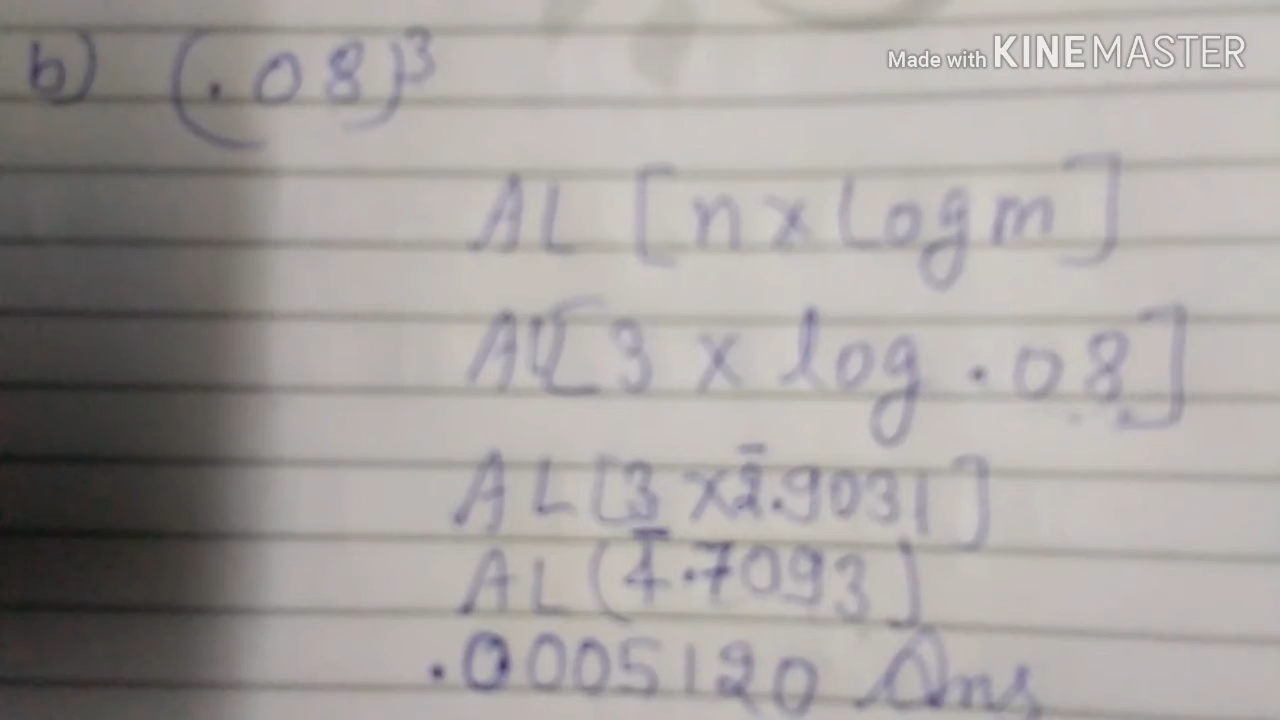 b) (.08)³
Made with KINEMASTER
AL [n x log m]
AL[3 x log .08]
AL[3 x 2̄.9031]
AL(4̄.7093]
.0005120 Ans